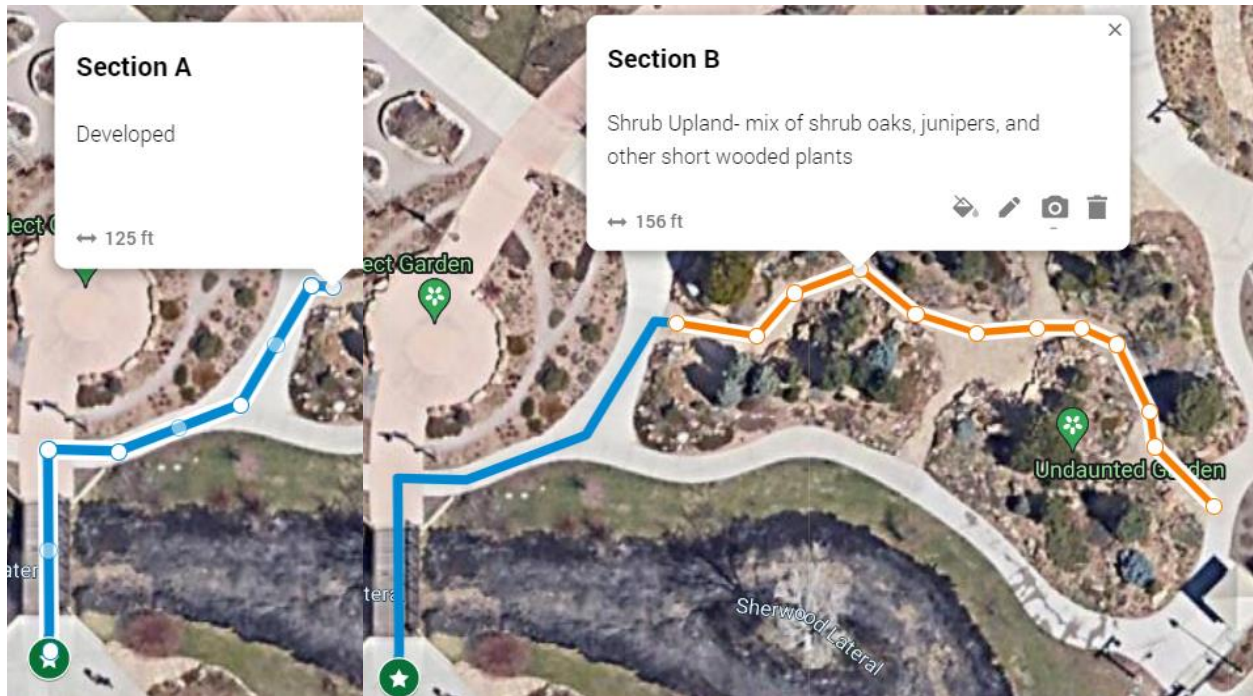 Section A
Developed
125 ft
lect G
ater
Section B
Shrub Upland- mix of shrub oaks, junipers, and
other short wooded plants
156 ft
ect Garden
Undaunted Garden
Sherwood Lateral